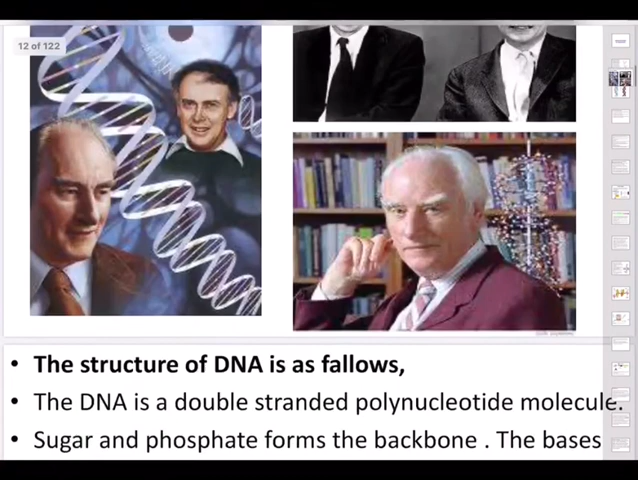 12 of 122
• The structure of DNA is as fallows,
• The DNA is a double stranded polynucleotide molecule.
• Sugar and phosphate forms the backbone . The bases